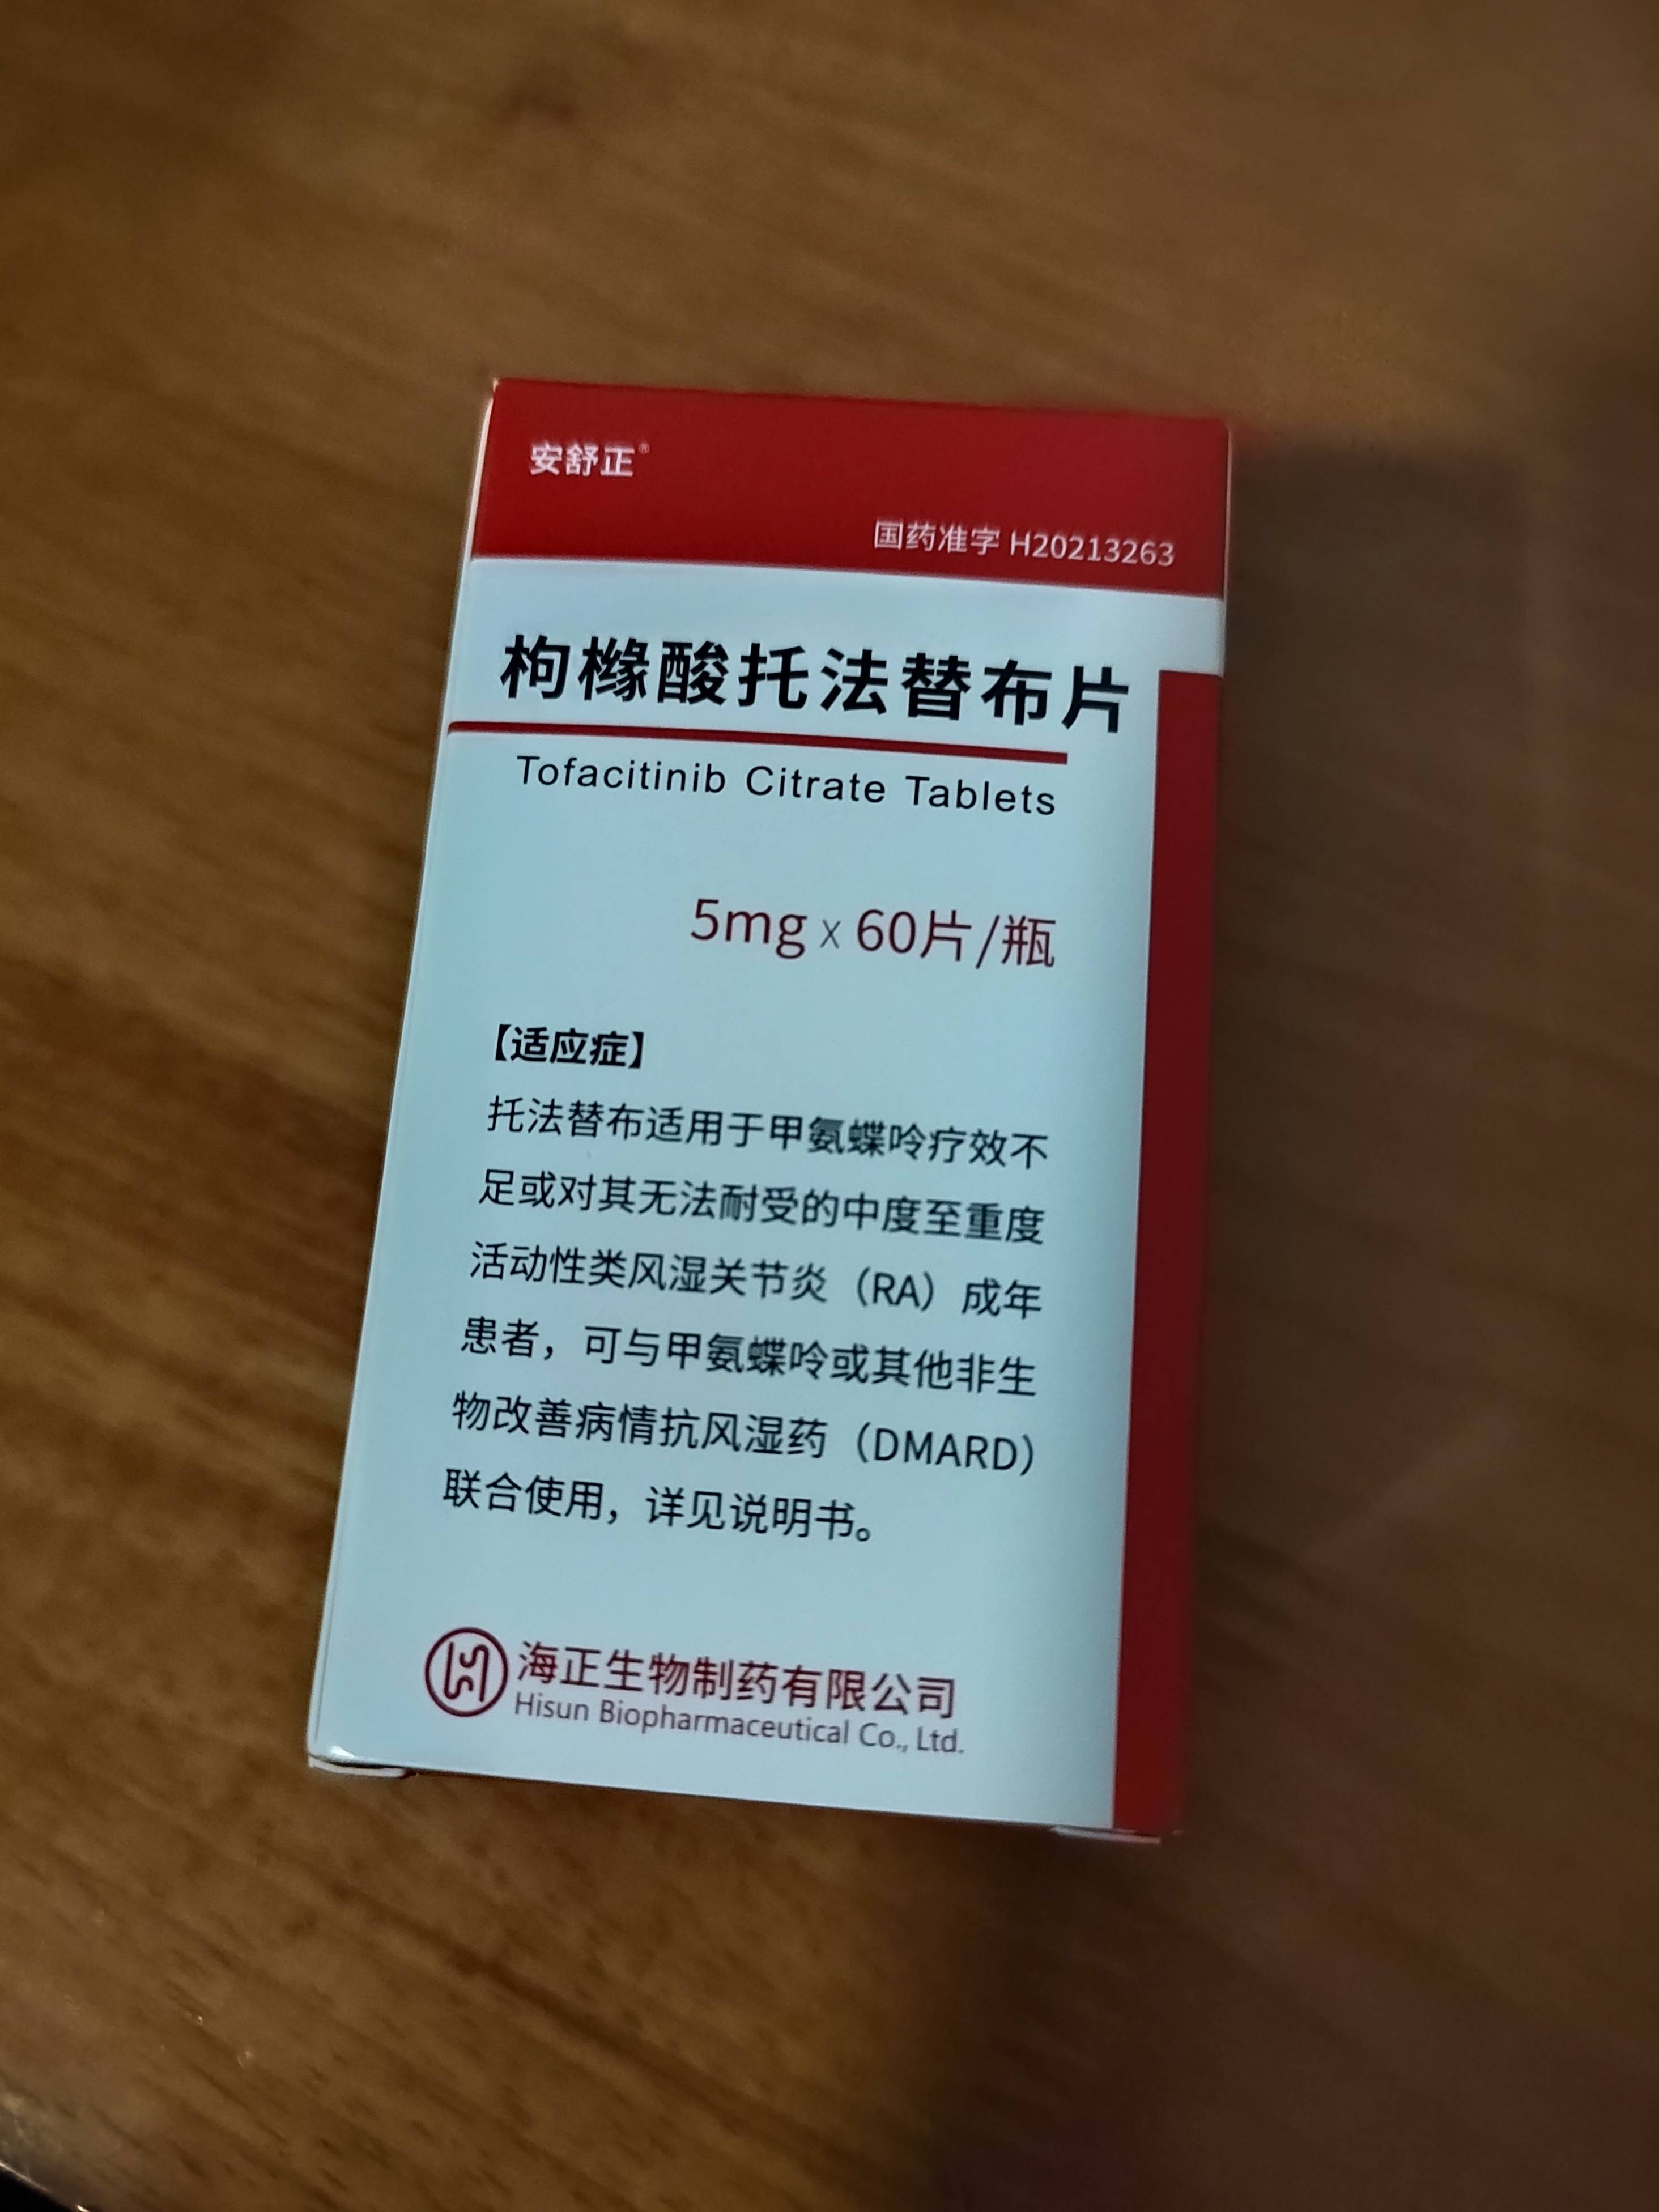 安舒正®
国药准字 H20213263
枸橼酸托法替布片
Tofacitinib Citrate Tablets
5mg x 60片/瓶
【适应症】
托法替布适用于甲氨蝶呤疗效不
足或对其无法耐受的中度至重度
活动性类风湿关节炎（RA）成年
患者，可与甲氨蝶呤或其他非生
物改善病情抗风湿药（DMARD）
联合使用，详见说明书。
海正生物制药有限公司
Hisun Biopharmaceutical Co., Ltd.